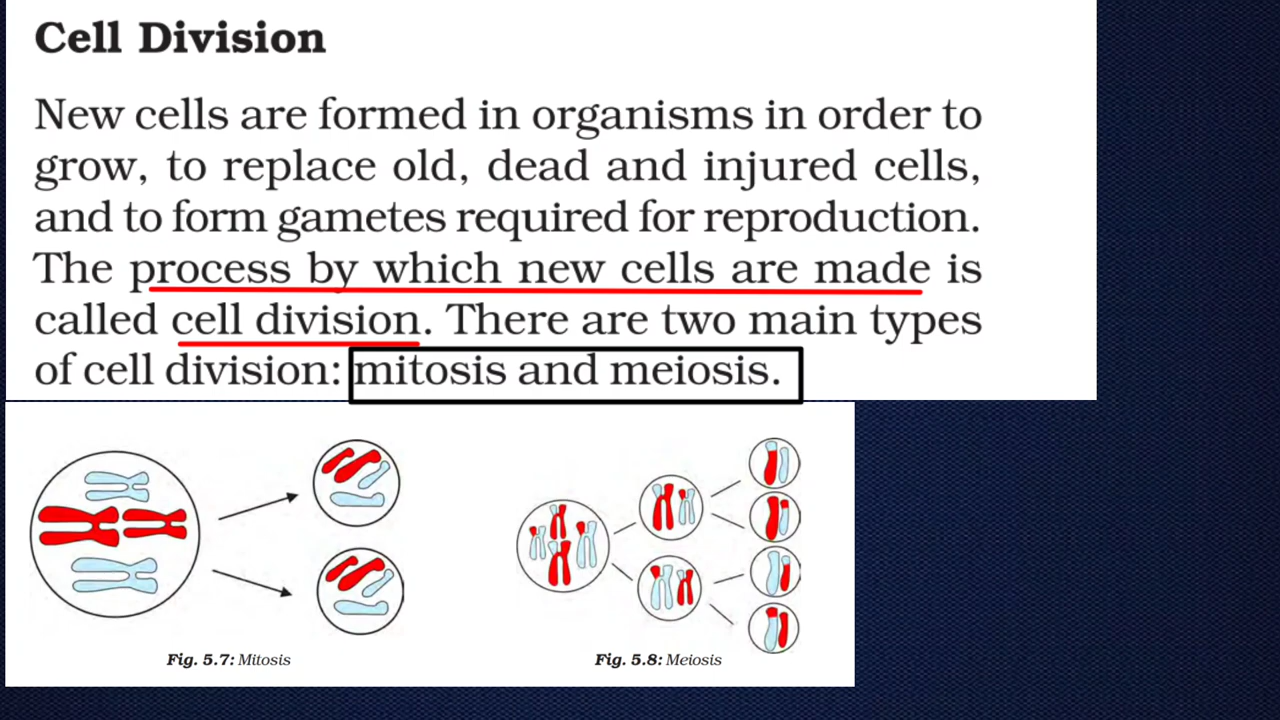 Cell Division
New cells are formed in organisms in order to
grow, to replace old, dead and injured cells,
and to form gametes required for reproduction.
The process by which new cells are made is
called cell division. There are two main types
of cell division: mitosis and meiosis.
Fig. 5.7: Mitosis
Fig. 5.8: Meiosis